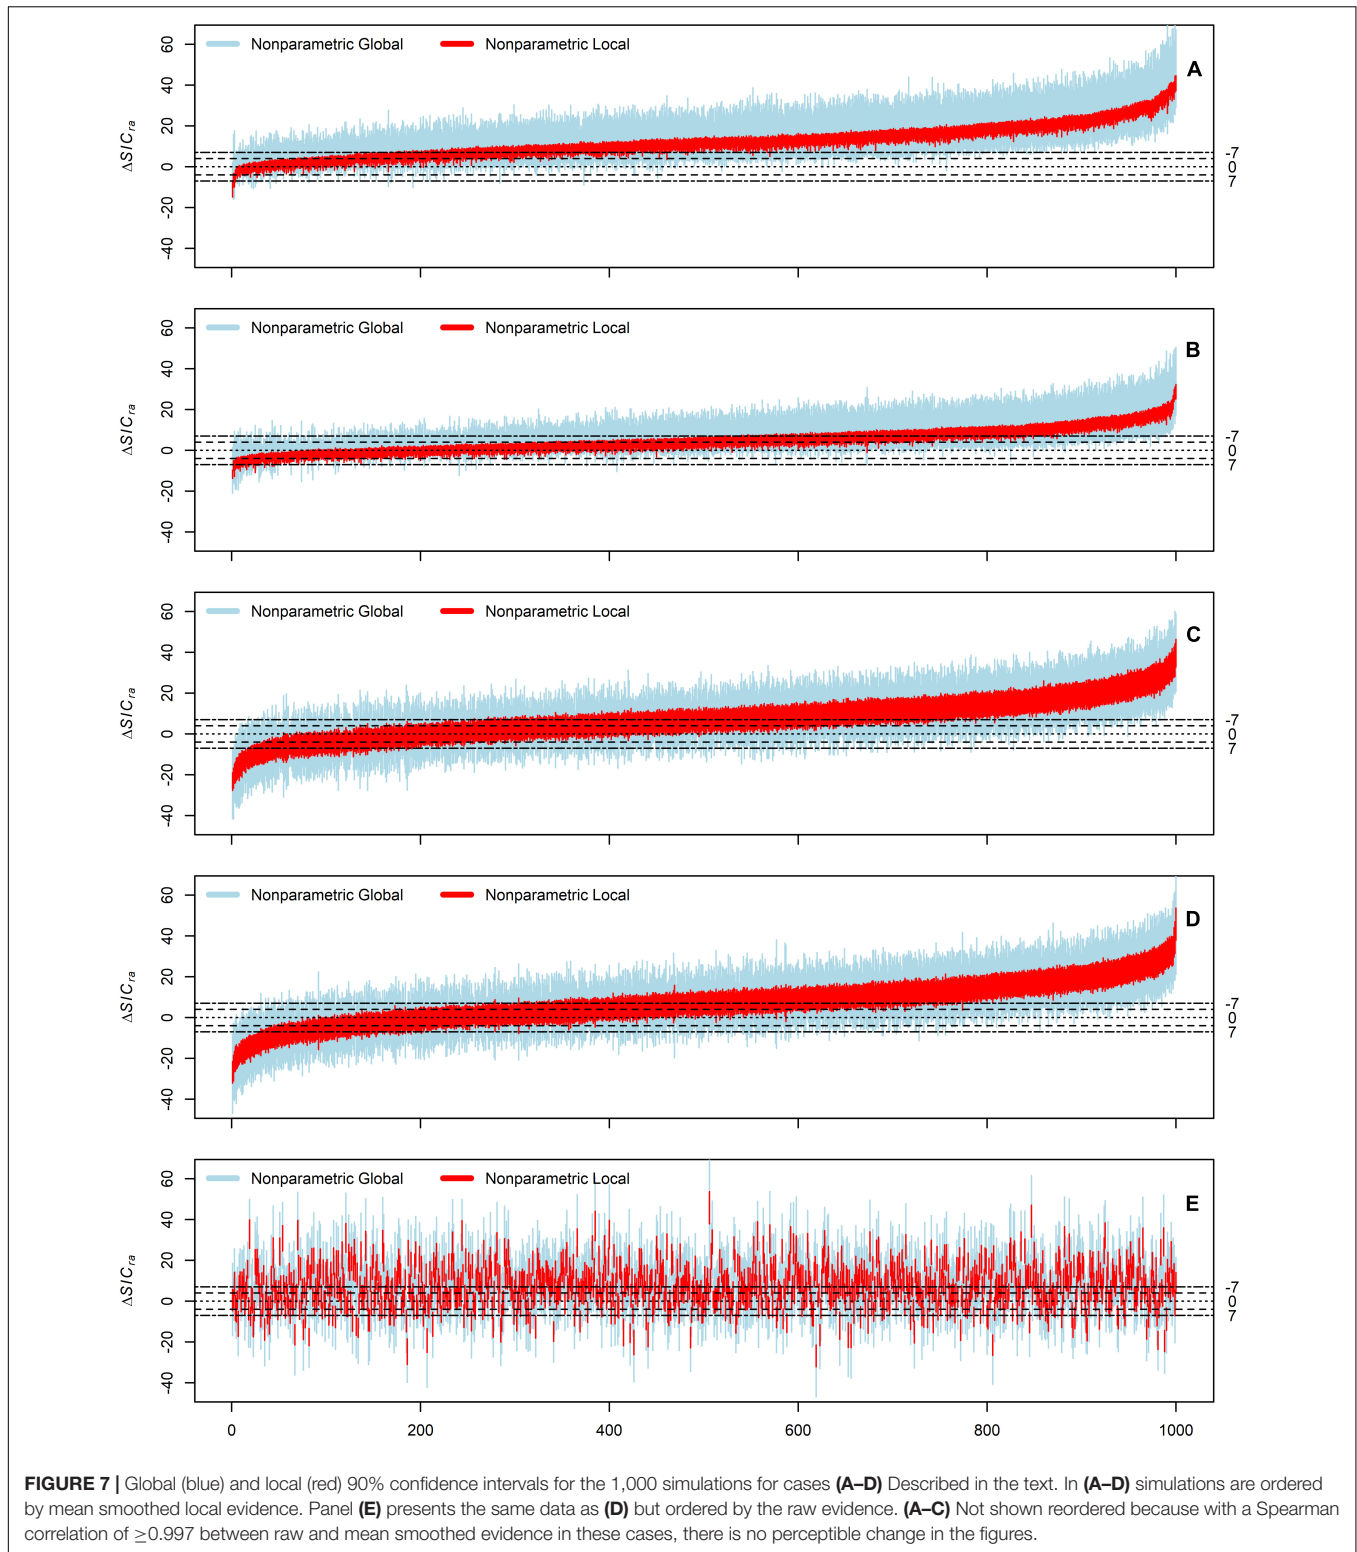 Nonparametric Global Nonparametric Local
A
ΔSIC_ra
60
40
20
0
-20
-40
-7
0
7
Nonparametric Global Nonparametric Local
B
ΔSIC_ra
60
40
20
0
-20
-40
-7
0
7
Nonparametric Global Nonparametric Local
C
ΔSIC_ra
60
40
20
0
-20
-40
-7
0
7
Nonparametric Global Nonparametric Local
D
ΔSIC_ra
60
40
20
0
-20
-40
-7
0
7
Nonparametric Global Nonparametric Local
E
ΔSIC_ra
60
40
20
0
-20
-40
-7
0
7
0 200 400 600 800 1000
FIGURE 7 | Global (blue) and local (red) 90% confidence intervals for the 1,000 simulations for cases (A–D) Described in the text. In (A–D) simulations are ordered
by mean smoothed local evidence. Panel (E) presents the same data as (D) but ordered by the raw evidence. (A–C) Not shown reordered because with a Spearman
correlation of ≥0.997 between raw and mean smoothed evidence in these cases, there is no perceptible change in the figures.